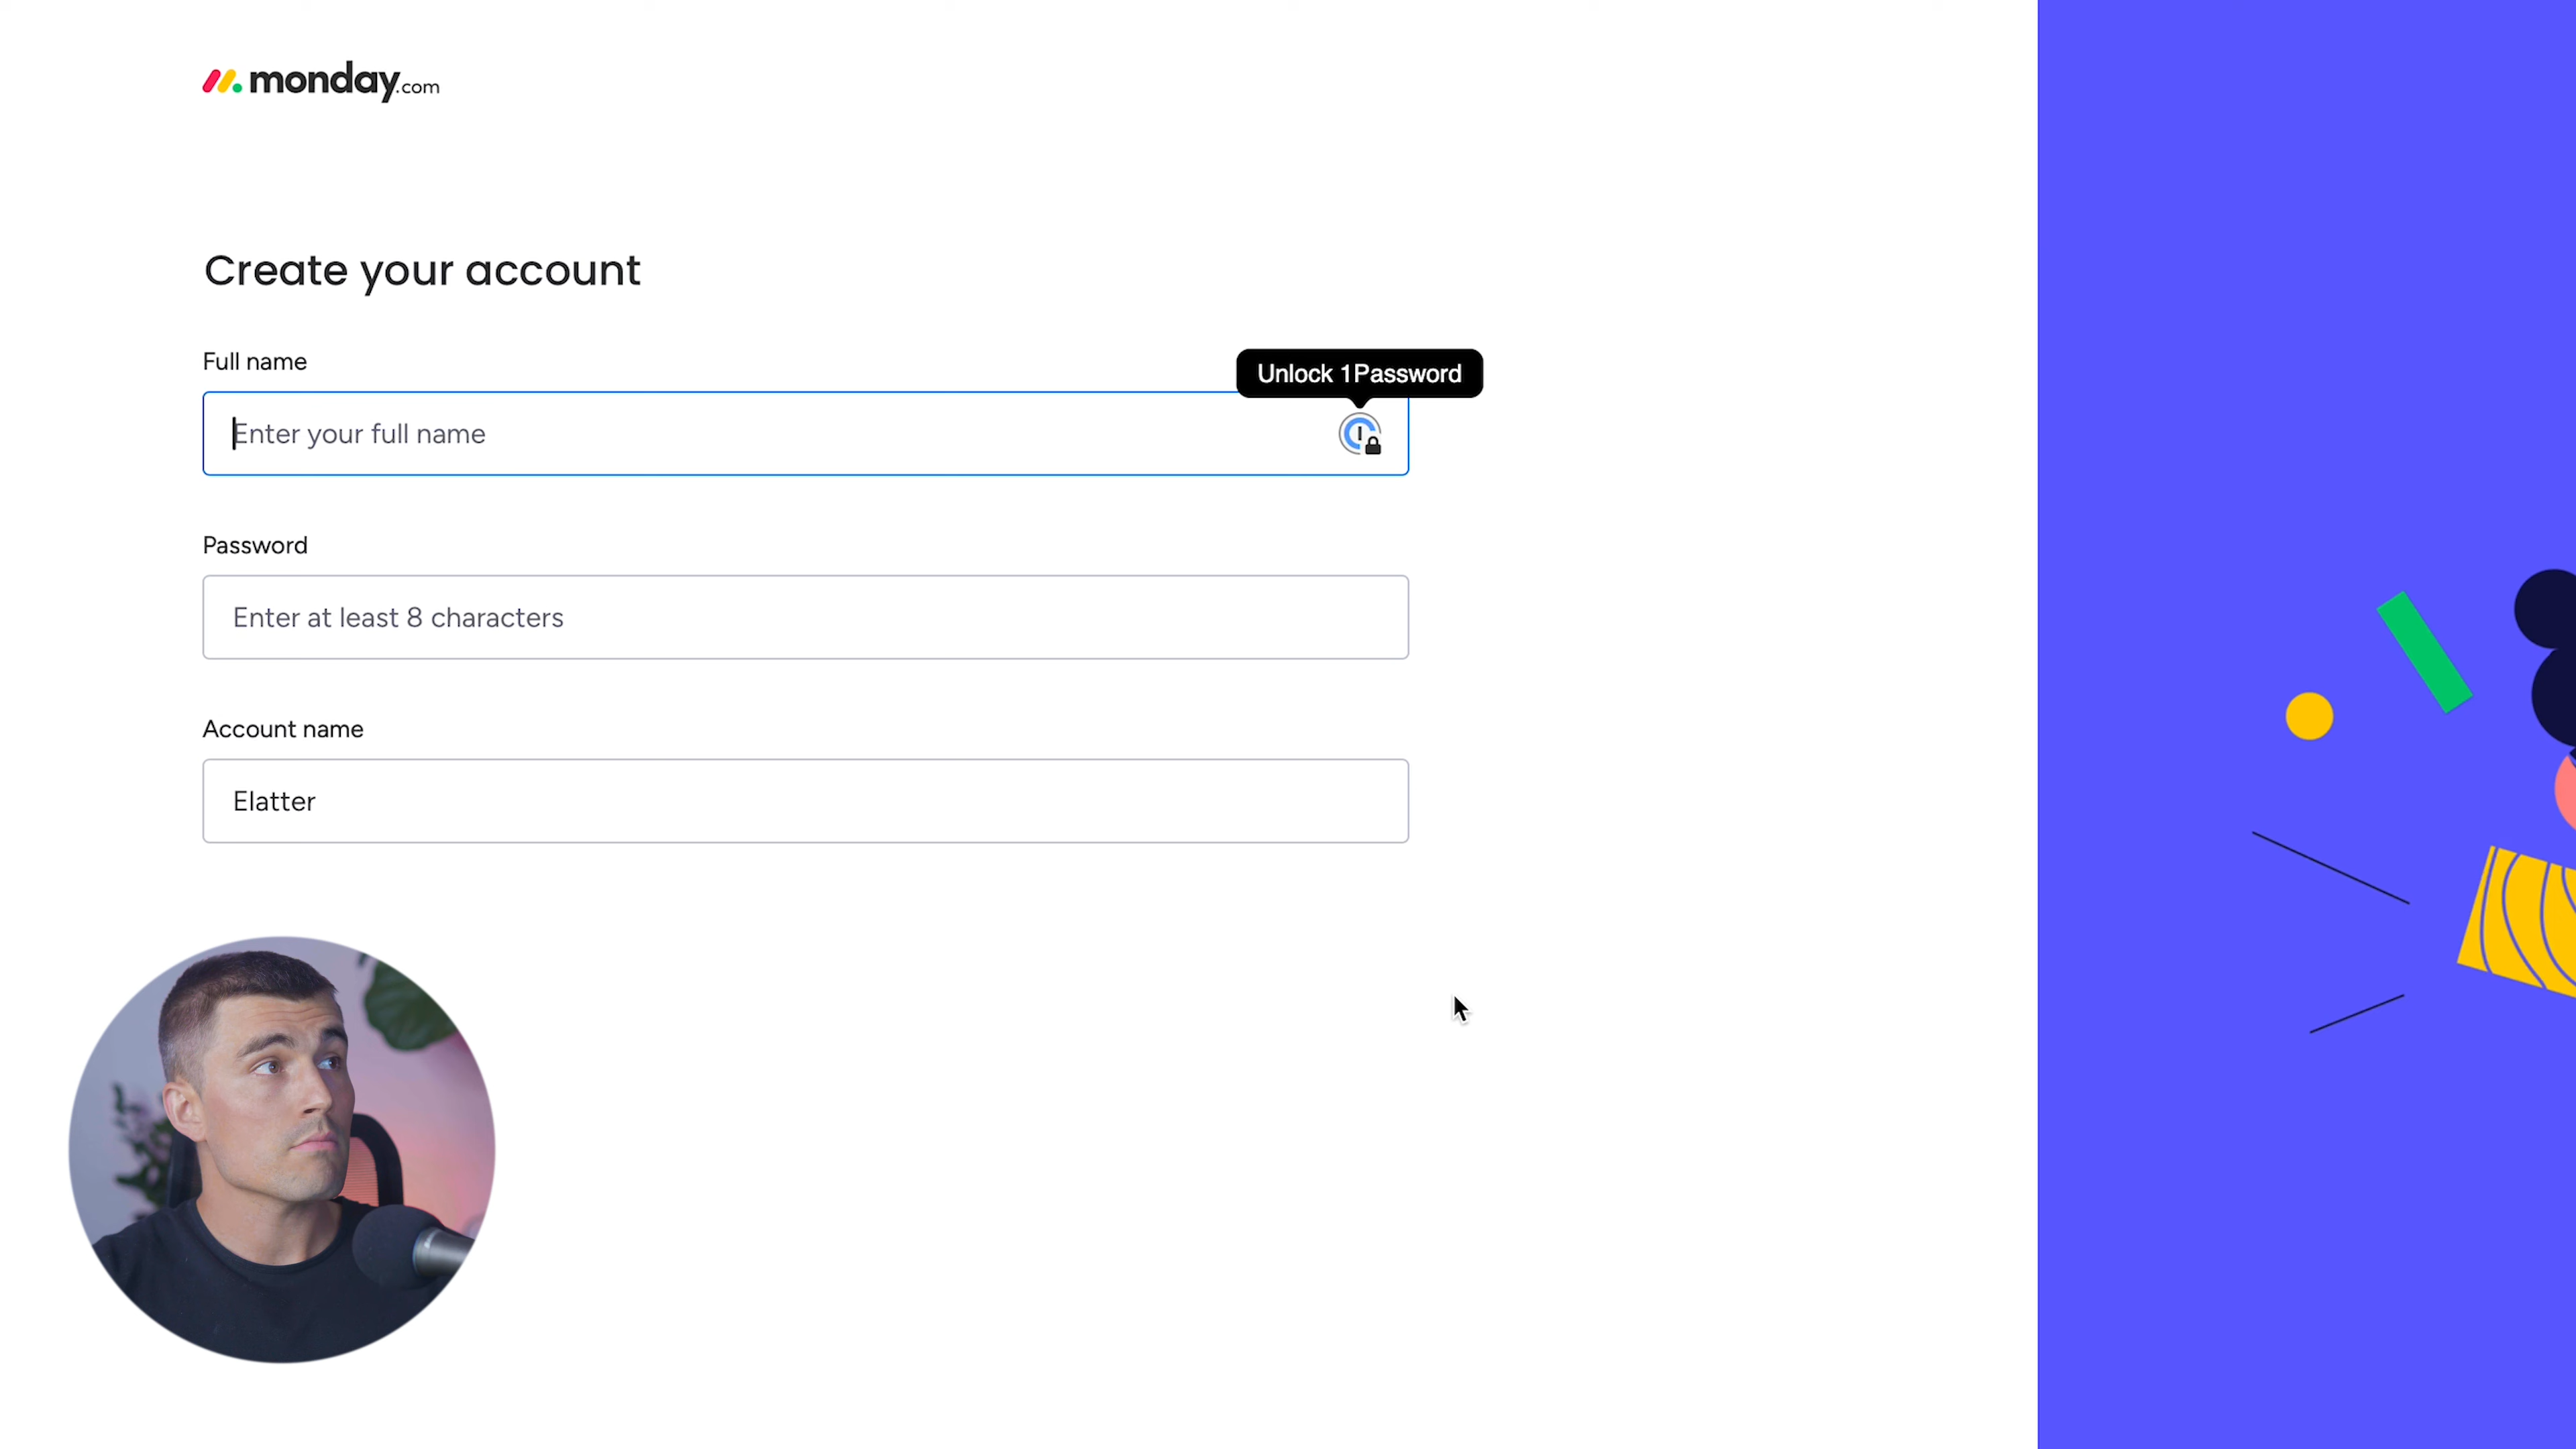 monday.com
Create your account
Full name
Unlock 1Password
Enter your full name
Password
Enter at least 8 characters
Account name
Elatter